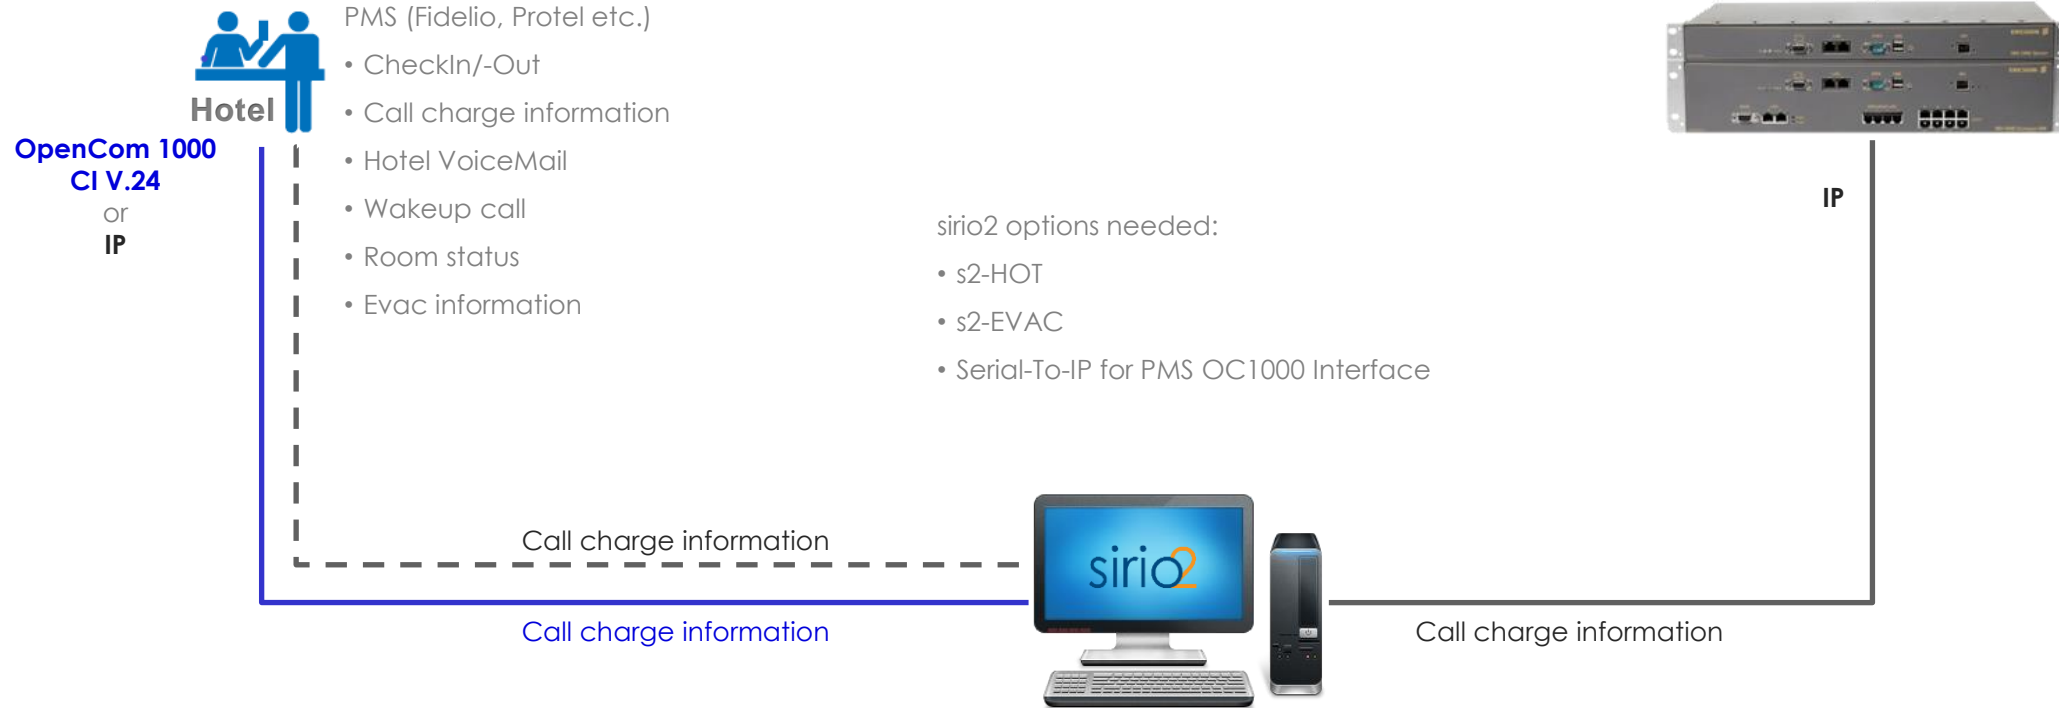 PMS (Fidelio, Protel etc.)
• CheckIn/-Out
• Call charge information
• Hotel VoiceMail
• Wakeup call
• Room status
• Evac information
Hotel
OpenCom 1000
CI V.24
or
IP
sirio2 options needed:
• s2-HOT
• s2-EVAC
• Serial-To-IP for PMS OC1000 Interface
ERICSSON
ERICSSON
IP
Call charge information
Call charge information
sirio2
Call charge information